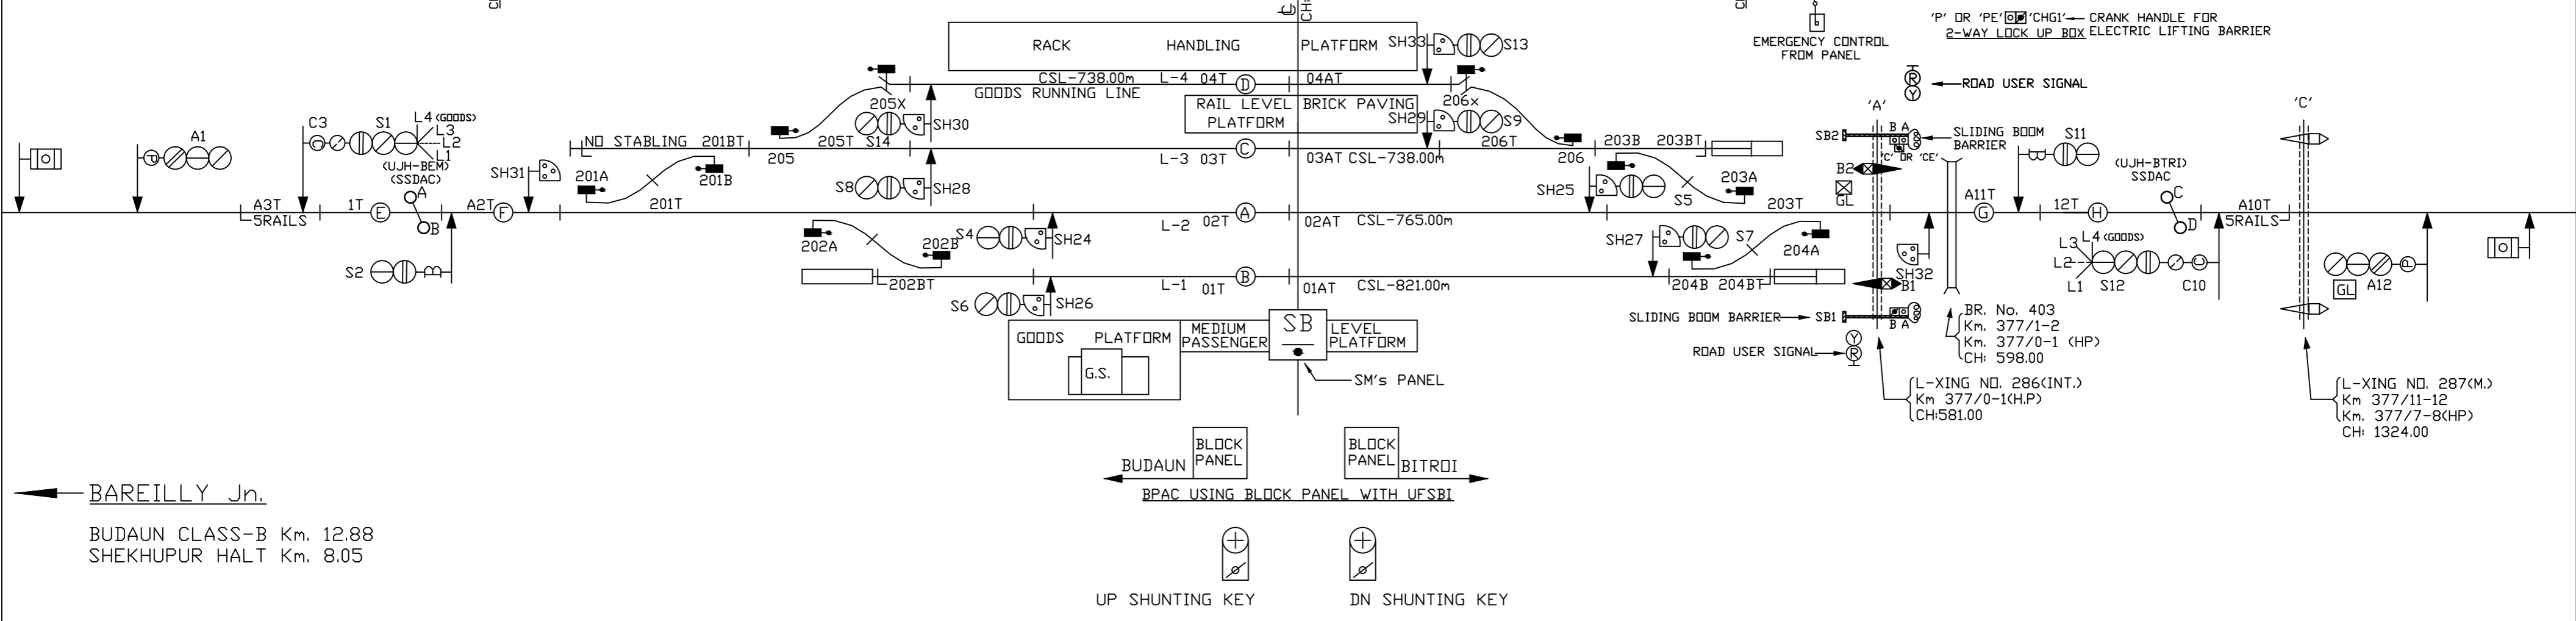 CH:
'P' OR 'PE' 'CHG1' CRANK HANDLE FOR
2-WAY LOCK UP BOX ELECTRIC LIFTING BARRIER
EMERGENCY CONTROL
FROM PANEL
RACK HANDLING PLATFORM
SH33 S13
CSL-738.00m L-4 04T D 04AT
GOODS RUNNING LINE
205X
206x
RAIL LEVEL BRICK PAVING
PLATFORM
SH29 S9
S14 SH30
R
Y
ROAD USER SIGNAL
'A'
'C'
A1
P
C3 S1 L4 (GOODS)
L3
L2
L1
C
(UJH-BEM)
(SSDAC)
A
B
SH31
NO STABLING 201BT
205 205T
L-3 03T C 03AT CSL-738.00m
206T 206 203B 203BT
SB2 B A
SLIDING BOOM
BARRIER
'C' OR 'CE'
S11
B
(UJH-BTRI)
SSDAC
C
D
201A 201B
201T
S8 SH28
SH25 S5
203A
203T
B2
GL
A3T
5RAILS
1T E A2T F
L-2 02T A 02AT CSL-765.00m
A11T
G
12T H
A10T
5RAILS
S2 B
202A 202B
S4 SH24
SH27 S7
204A
SH32
L4 (GOODS)
L3
L2
L1 S12 C10
C
P
GL A12
202BT
L-1 01T B 01AT CSL-821.00m
204B 204BT
B1
S6 SH26
SLIDING BOOM BARRIER SB1 B A
ROAD USER SIGNAL
Y
R
BR. No. 403
Km. 377/1-2
Km. 377/0-1 (HP)
CH: 598.00
GOODS PLATFORM
G.S.
MEDIUM
PASSENGER
SB
LEVEL
PLATFORM
SM's PANEL
L-XING NO. 286(INT.)
Km 377/0-1(H.P)
CH:581.00
L-XING NO. 287(M.)
Km 377/11-12
Km. 377/7-8(HP)
CH: 1324.00
BLOCK
PANEL
BUDAUN
BLOCK
PANEL
BITROI
BPAC USING BLOCK PANEL WITH UFSBI
BAREILLY Jn.
BUDAUN CLASS-B Km. 12.88
SHEKHUPUR HALT Km. 8.05
UP SHUNTING KEY
DN SHUNTING KEY